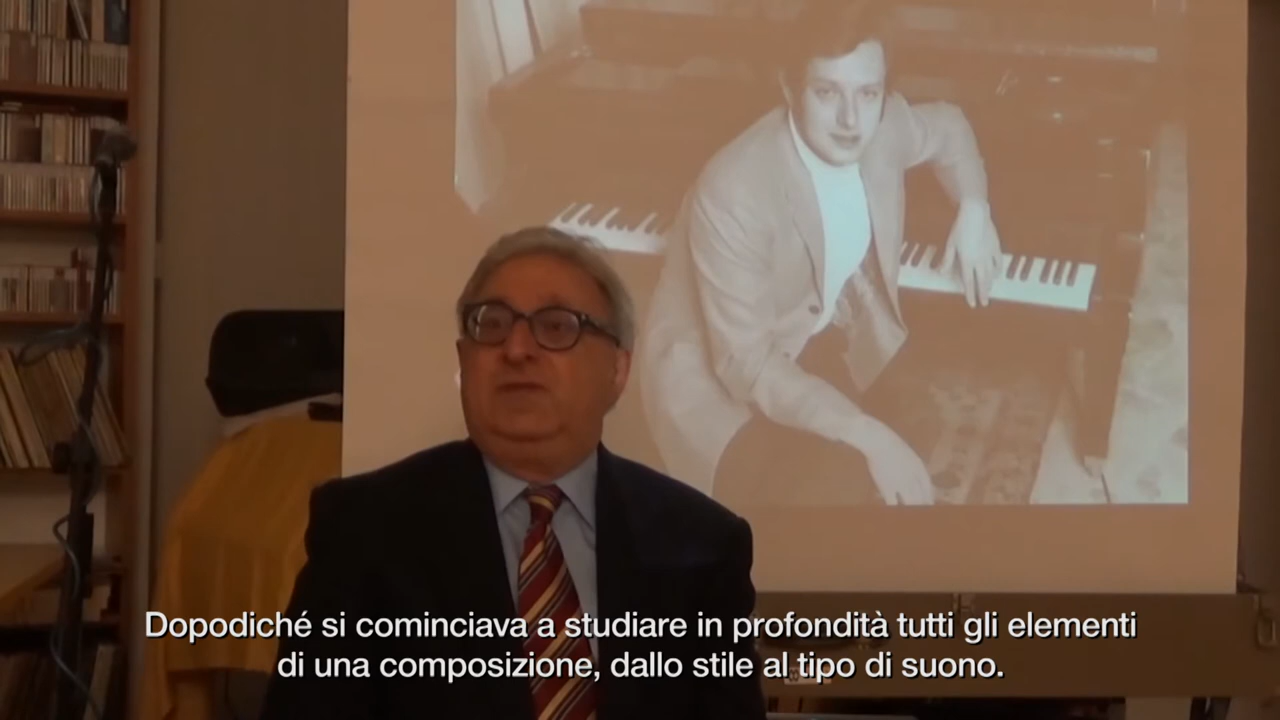 Dopodiché si cominciava a studiare in profondità tutti gli elementi
di una composizione, dallo stile al tipo di suono.